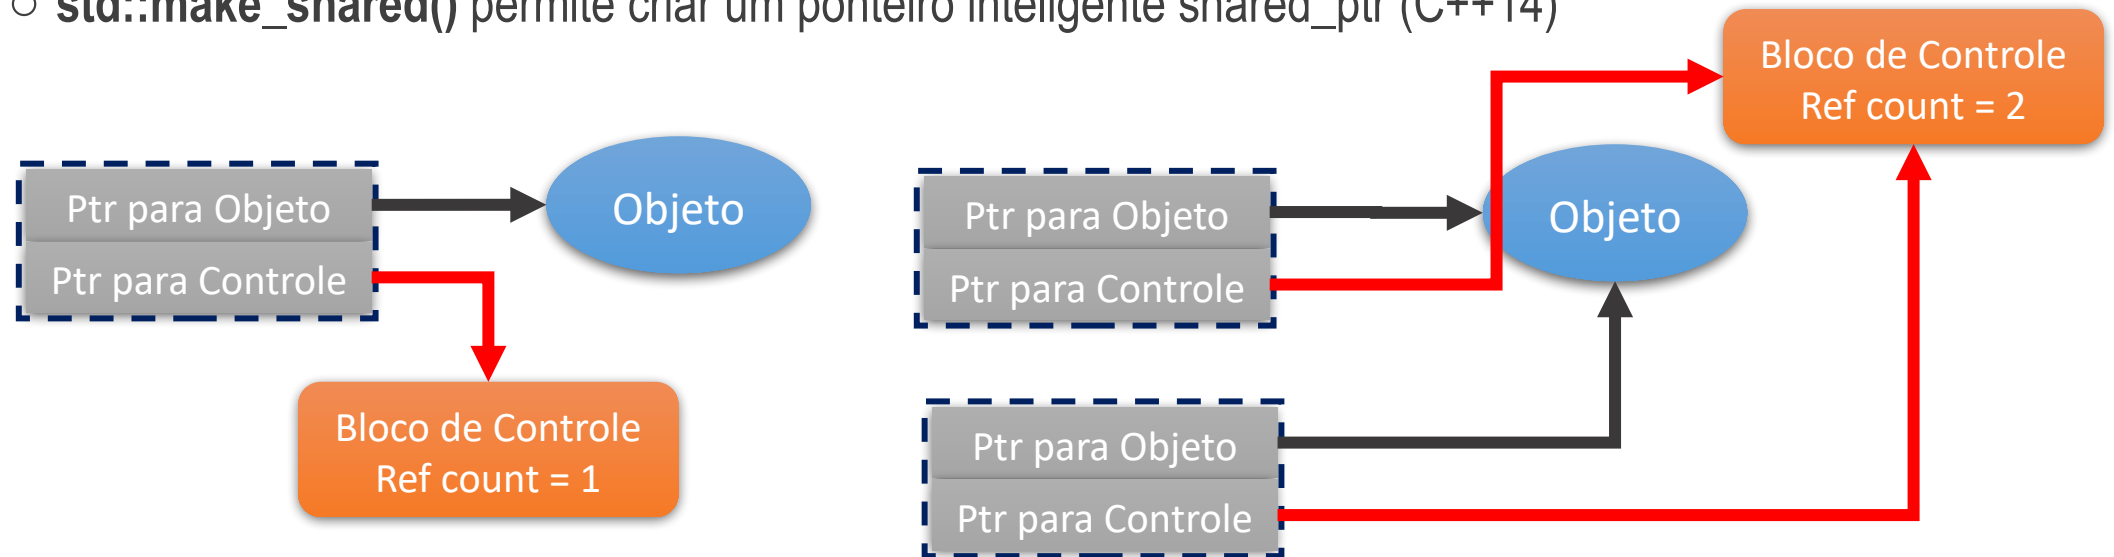 ○ std::make_shared() permite criar um ponteiro inteligente shared_ptr (C++14)
Ptr para Objeto
Ptr para Controle
Objeto
Bloco de Controle
Ref count = 1
Ptr para Objeto
Ptr para Controle
Objeto
Bloco de Controle
Ref count = 2
Ptr para Objeto
Ptr para Controle